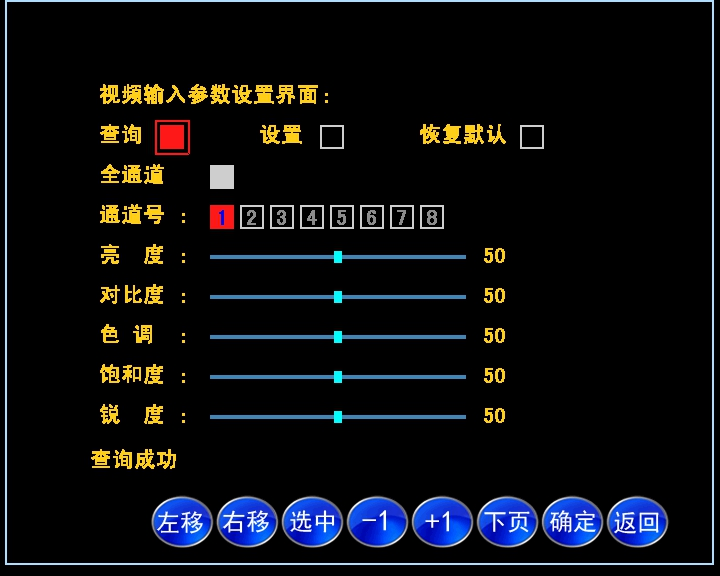 视频输入参数设置界面:
查询 设置 恢复默认
全通道
通道号 : 1 2 3 4 5 6 7 8
亮 度 : 50
对比度 : 50
色 调 : 50
饱和度 : 50
锐 度 : 50
查询成功
左移 右移 选中 -1 +1 下页 确定 返回